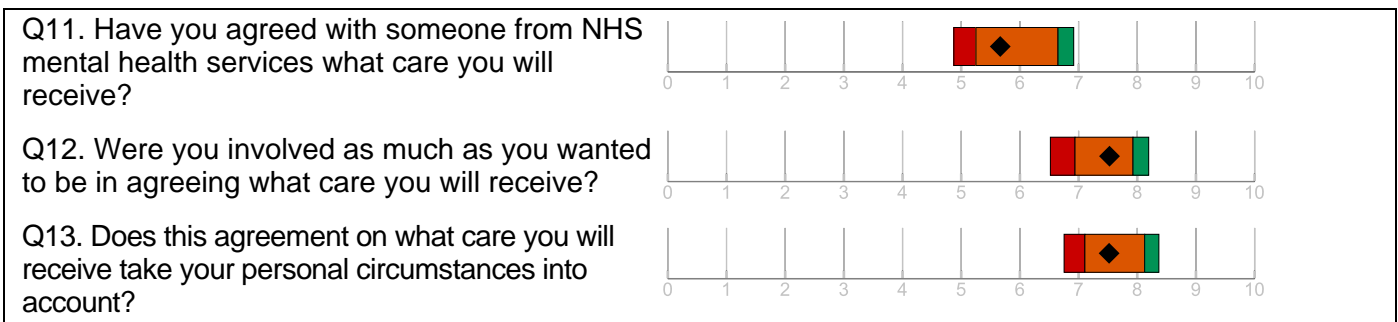 Q11. Have you agreed with someone from NHS
mental health services what care you will
receive?
0 1 2 3 4 5 6 7 8 9 10
Q12. Were you involved as much as you wanted
to be in agreeing what care you will receive?
0 1 2 3 4 5 6 7 8 9 10
Q13. Does this agreement on what care you will
receive take your personal circumstances into
account?
0 1 2 3 4 5 6 7 8 9 10